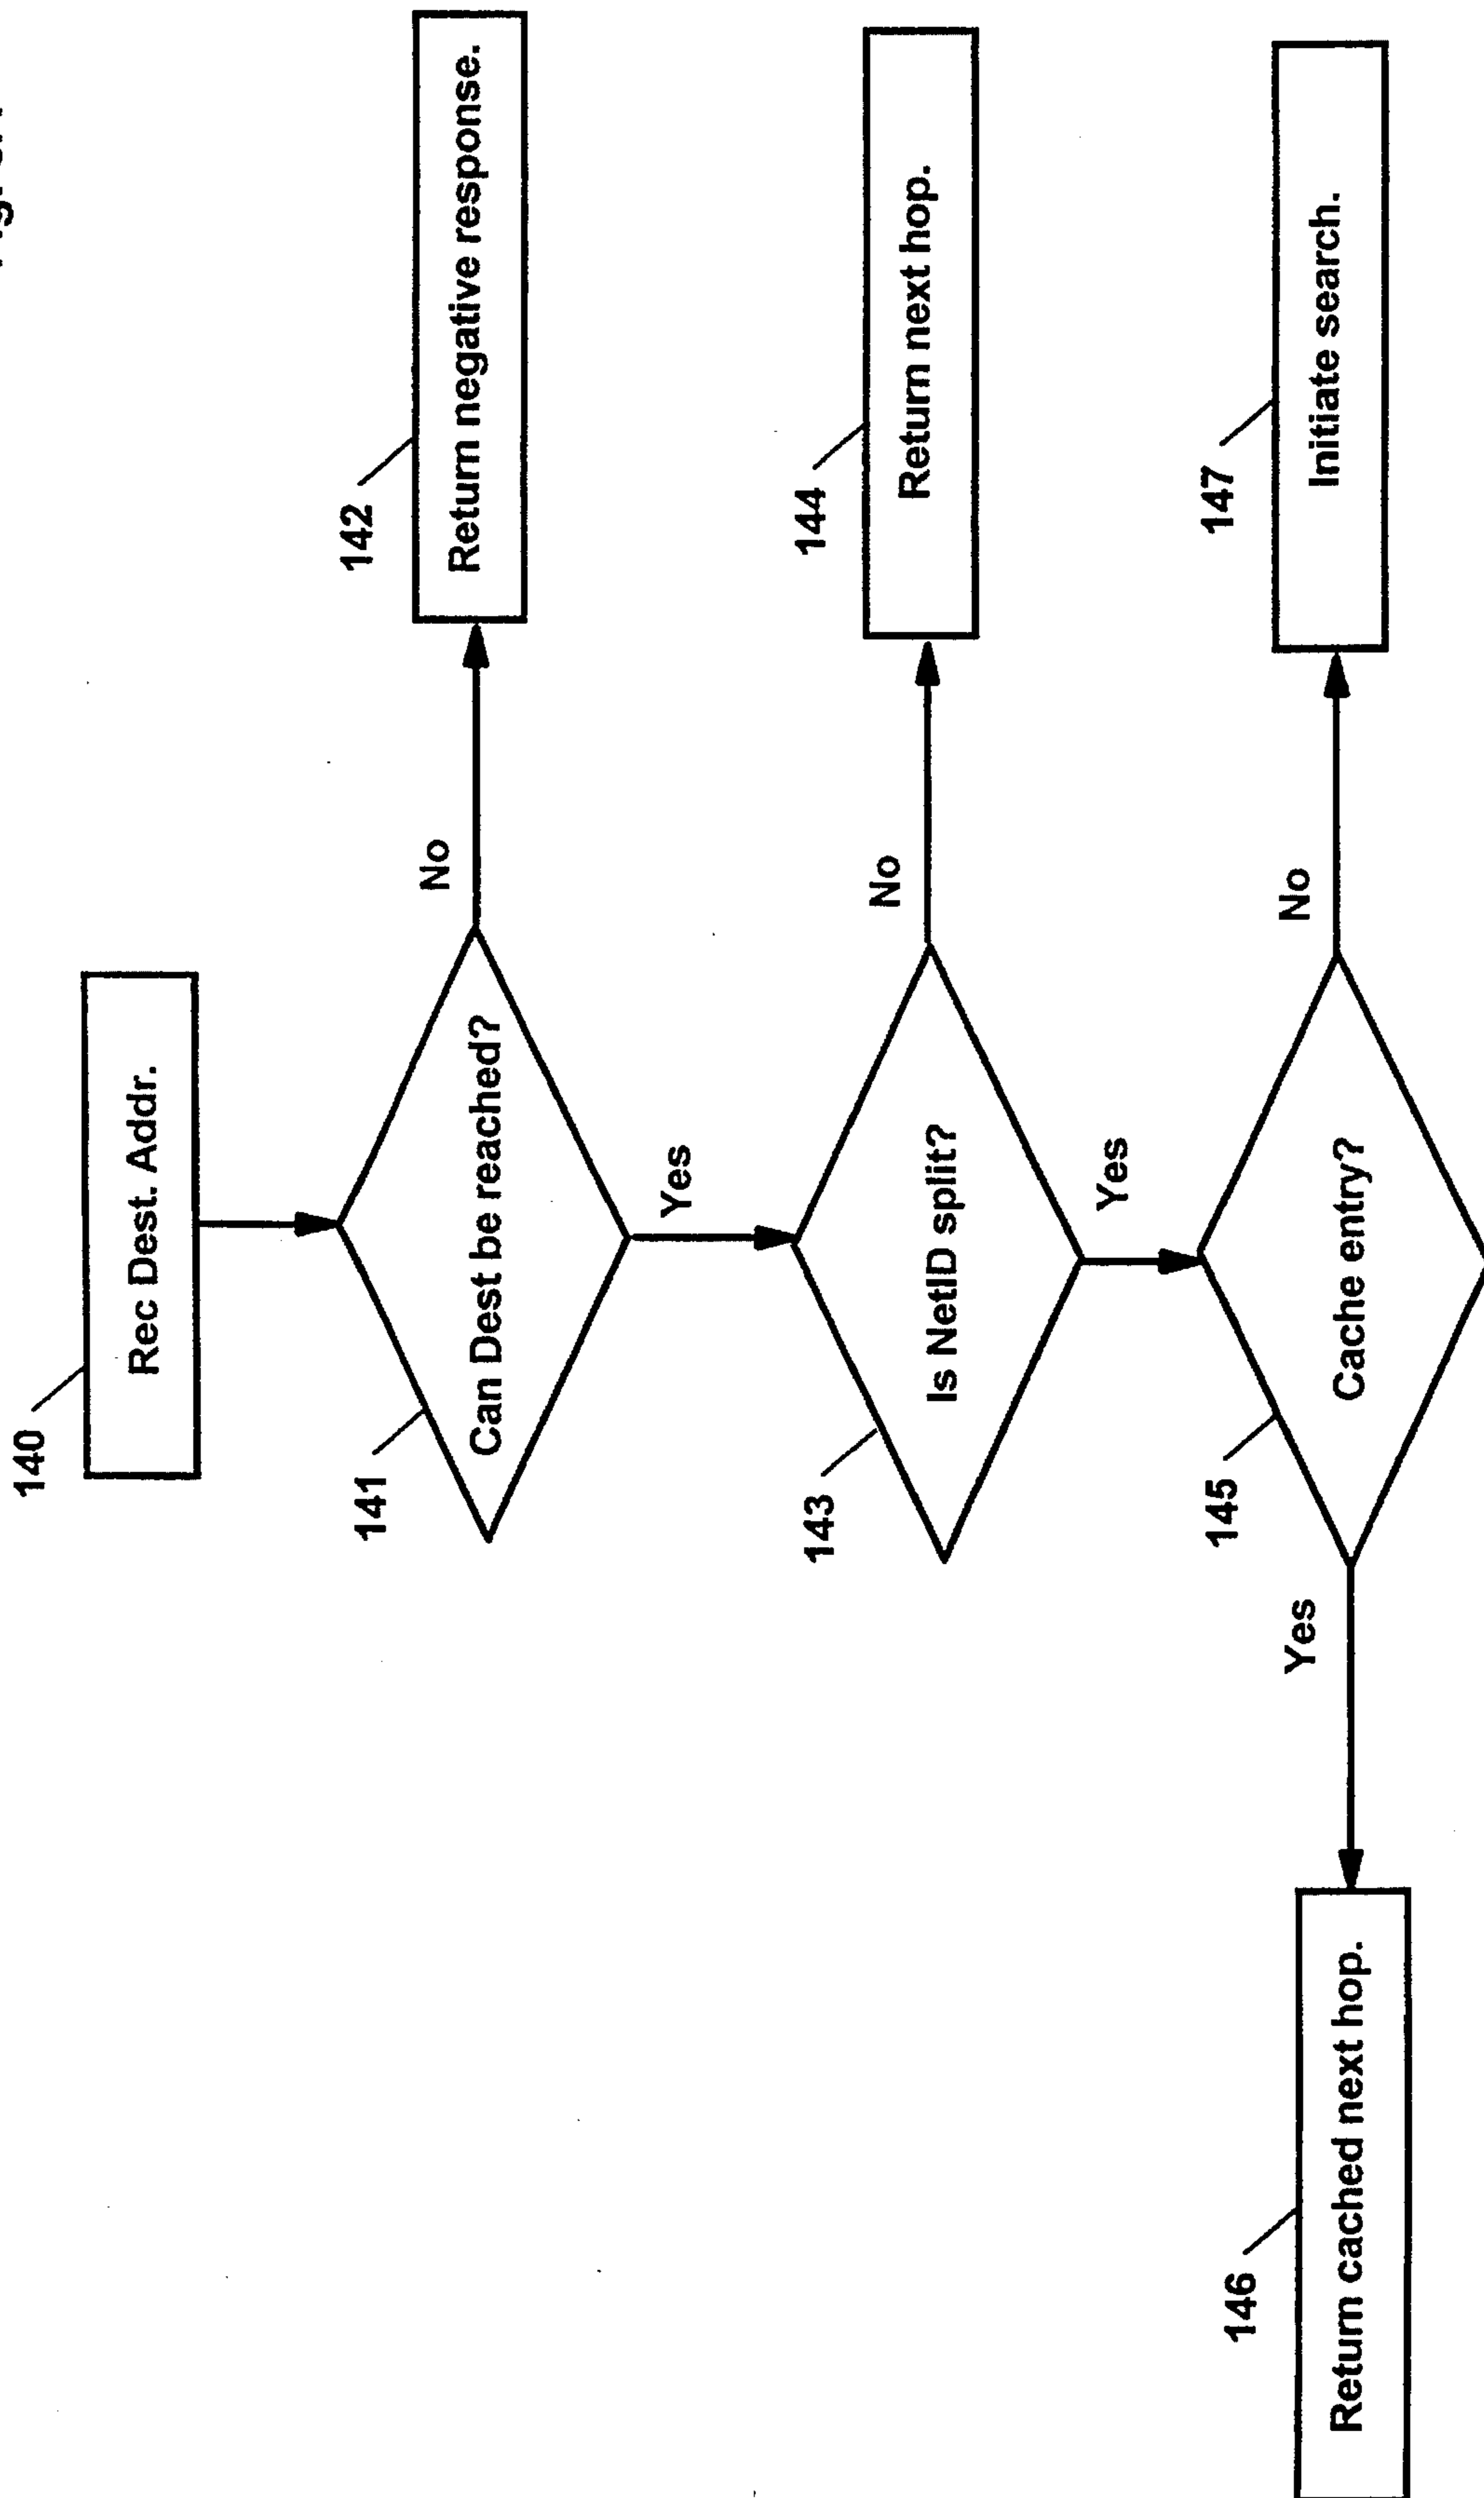 140
Rec Dest. Addr.
141
Can Dest be reached?
No
142
Return negative response.
Yes
143
Is NetID split?
No
144
Return next hop.
Yes
145
Cache entry?
No
147
Initiate search.
Yes
146
Return cached next hop.